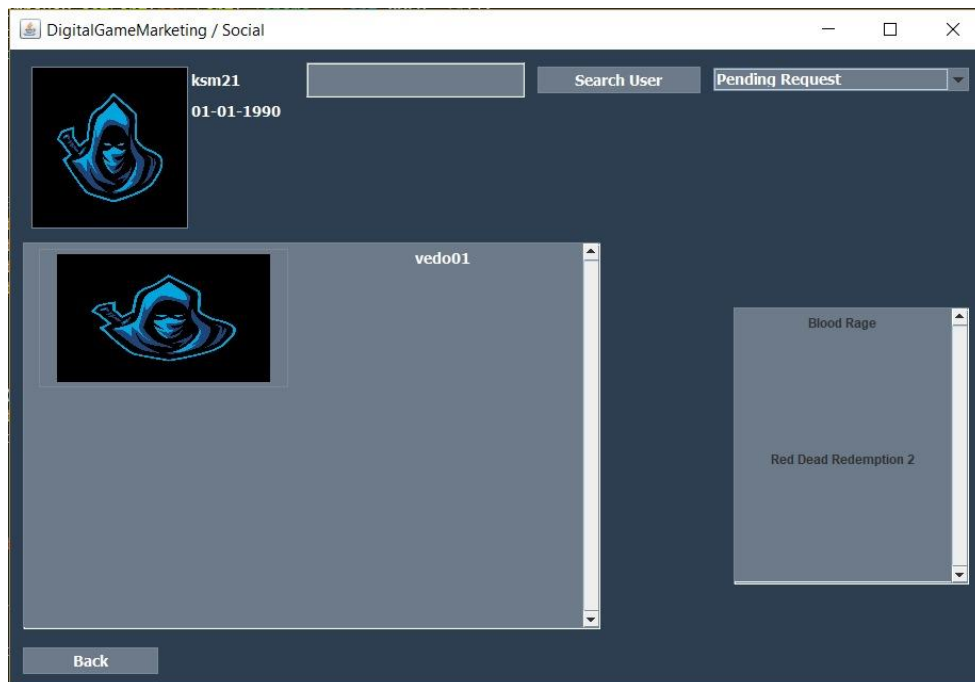 DigitalGameMarketing / Social
ksm21
Search User
Pending Request
01-01-1990
vedo01
Blood Rage
Red Dead Redemption 2
Back